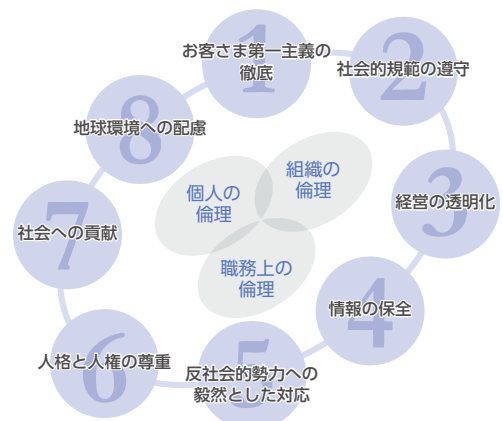 1
お客さま第一主義の
徹底
2
社会的規範の遵守
3
経営の透明化
4
情報の保全
5
反社会的勢力への
毅然とした対応
6
人格と人権の尊重
7
社会への貢献
8
地球環境への配慮
個人の
倫理
組織の
倫理
職務上の
倫理